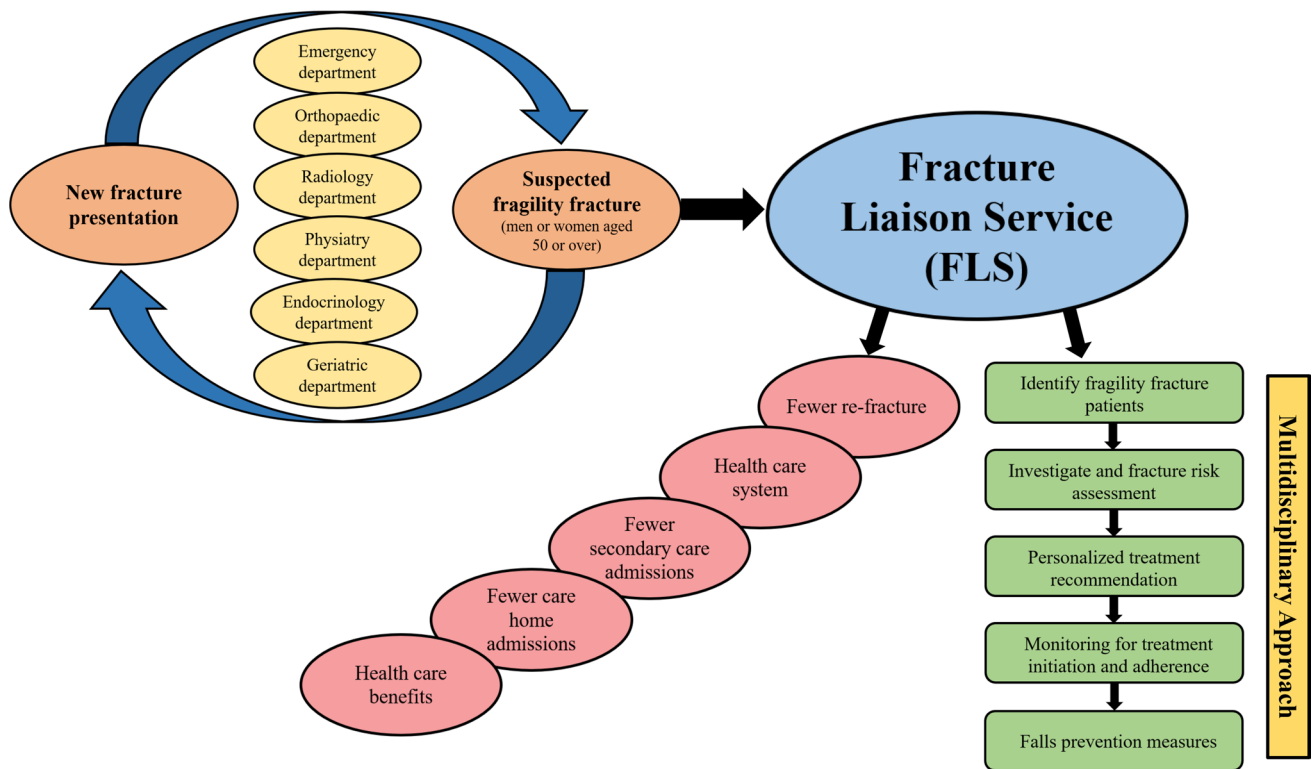 Emergency
department
Orthopaedic
department
Radiology
department
Physiatry
department
Endocrinology
department
Geriatric
department
New fracture
presentation
Suspected
fragility fracture
(men or women aged
50 or over)
Fracture
Liaison Service
(FLS)
Fewer re-fracture
Health care
system
Fewer
secondary care
admissions
Fewer care
home
admissions
Health care
benefits
Identify fragility fracture
patients
Investigate and fracture risk
assessment
Personalized treatment
recommendation
Monitoring for treatment
initiation and adherence
Falls prevention measures
Multidisciplinary Approach